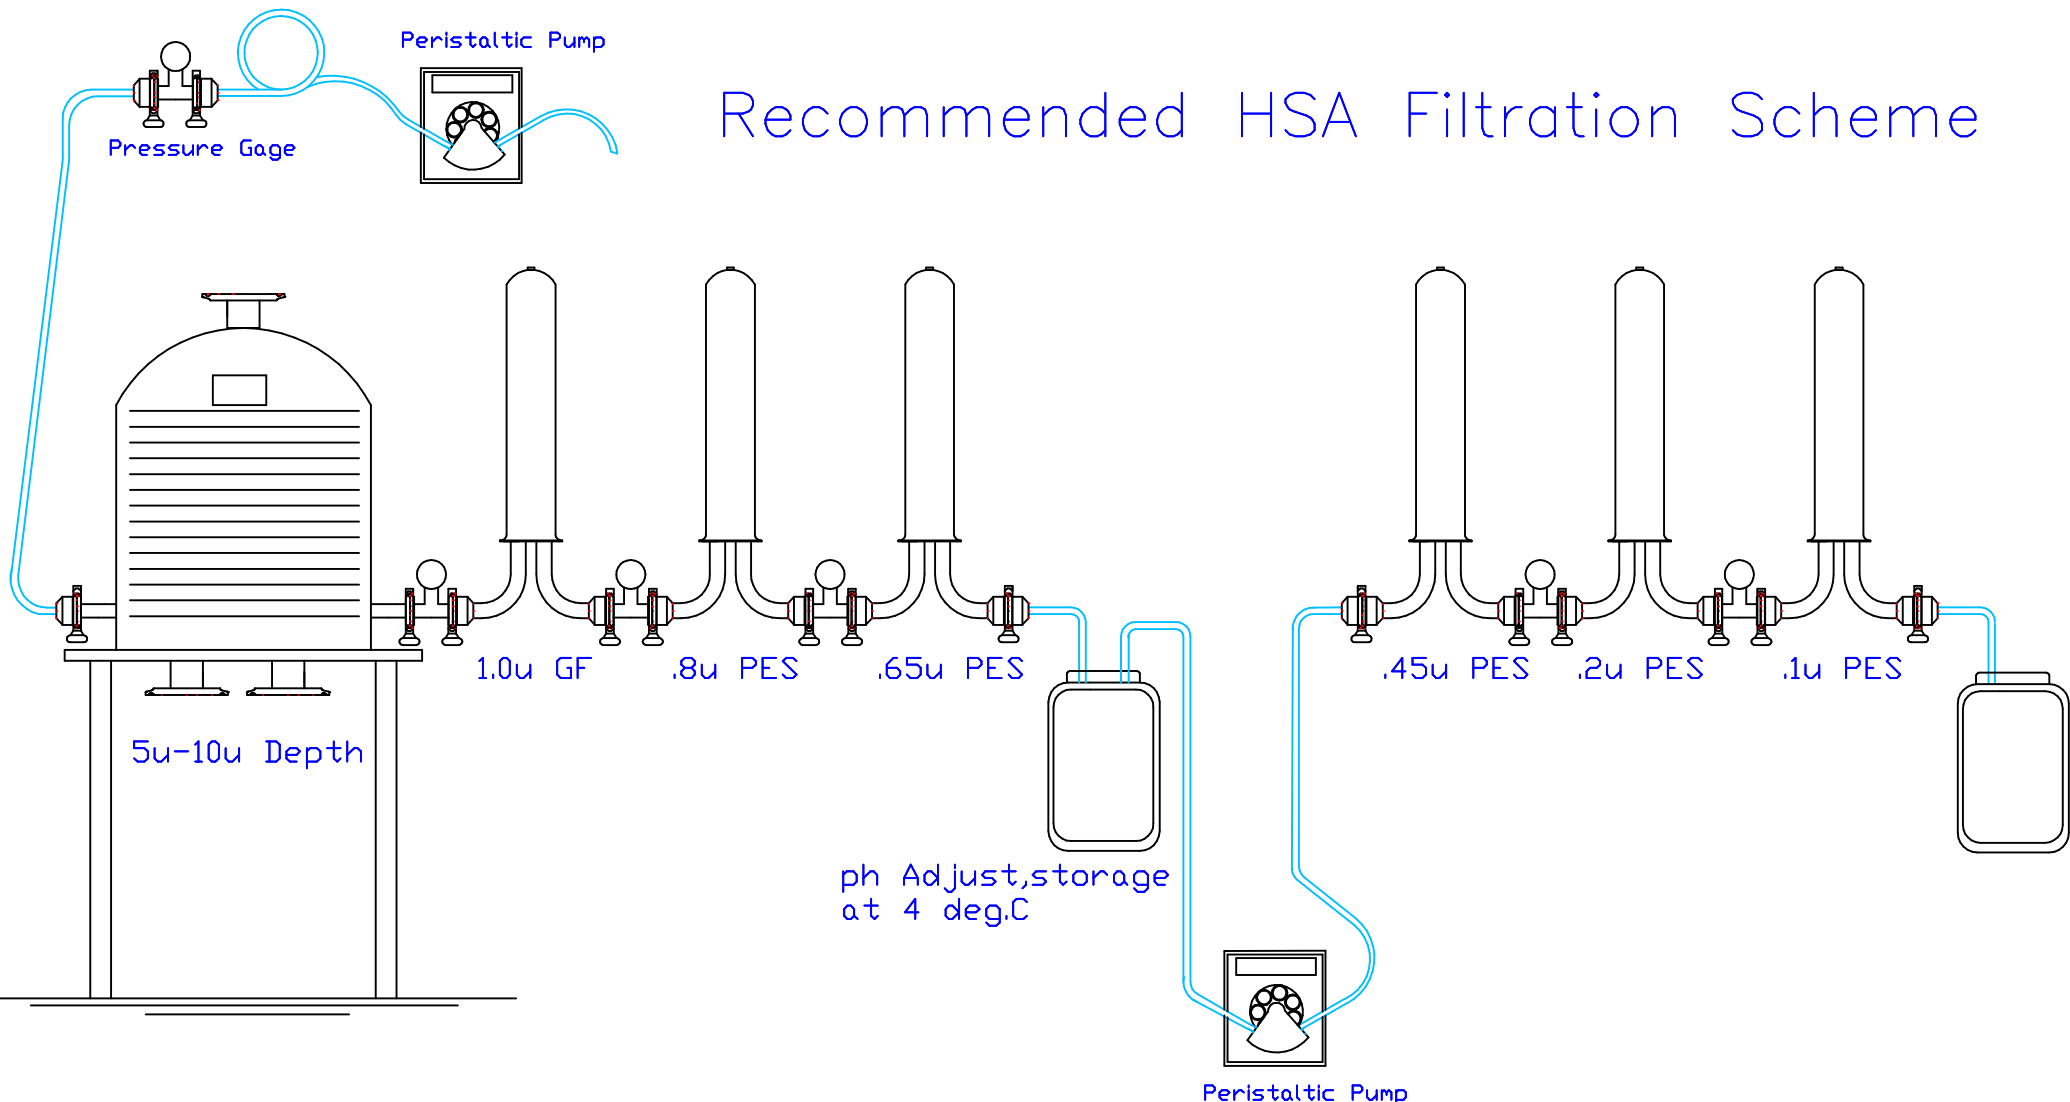 Peristaltic Pump
Recommended HSA Filtration Scheme
Pressure Gage
1.0u GF
.8u PES
.65u PES
.45u PES
.2u PES
.1u PES
5u-10u Depth
ph Adjust,storage
at 4 deg.C
Peristaltic Pump